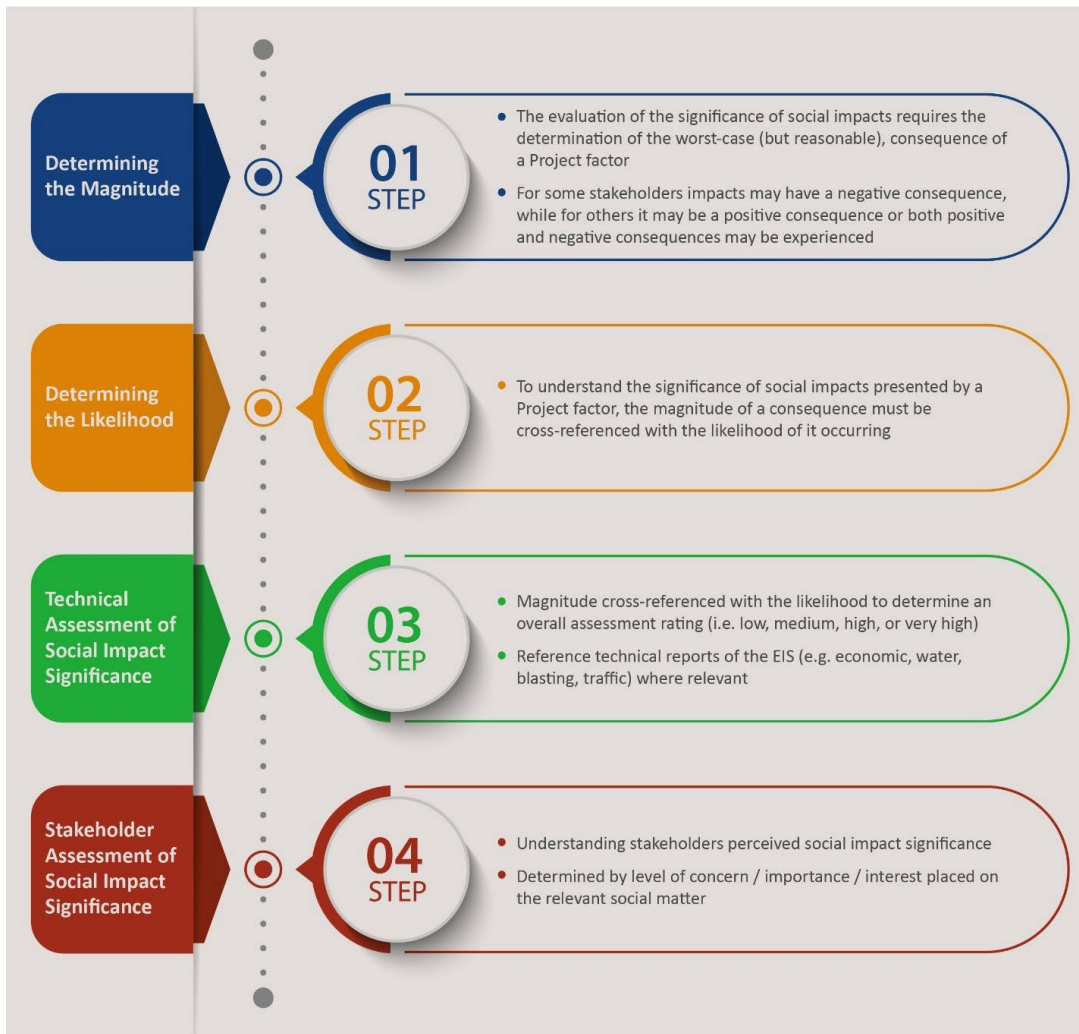 Determining
the Magnitude
01
STEP
• The evaluation of the significance of social impacts requires the
determination of the worst-case (but reasonable), consequence of
a Project factor
• For some stakeholders impacts may have a negative consequence,
while for others it may be a positive consequence or both positive
and negative consequences may be experienced
Determining
the Likelihood
02
STEP
• To understand the significance of social impacts presented by a
Project factor, the magnitude of a consequence must be
cross-referenced with the likelihood of it occurring
Technical
Assessment of
Social Impact
Significance
03
STEP
• Magnitude cross-referenced with the likelihood to determine an
overall assessment rating (i.e. low, medium, high, or very high)
• Reference technical reports of the EIS (e.g. economic, water,
blasting, traffic) where relevant
Stakeholder
Assessment of
Social Impact
Significance
04
STEP
• Understanding stakeholders perceived social impact significance
• Determined by level of concern / importance / interest placed on
the relevant social matter